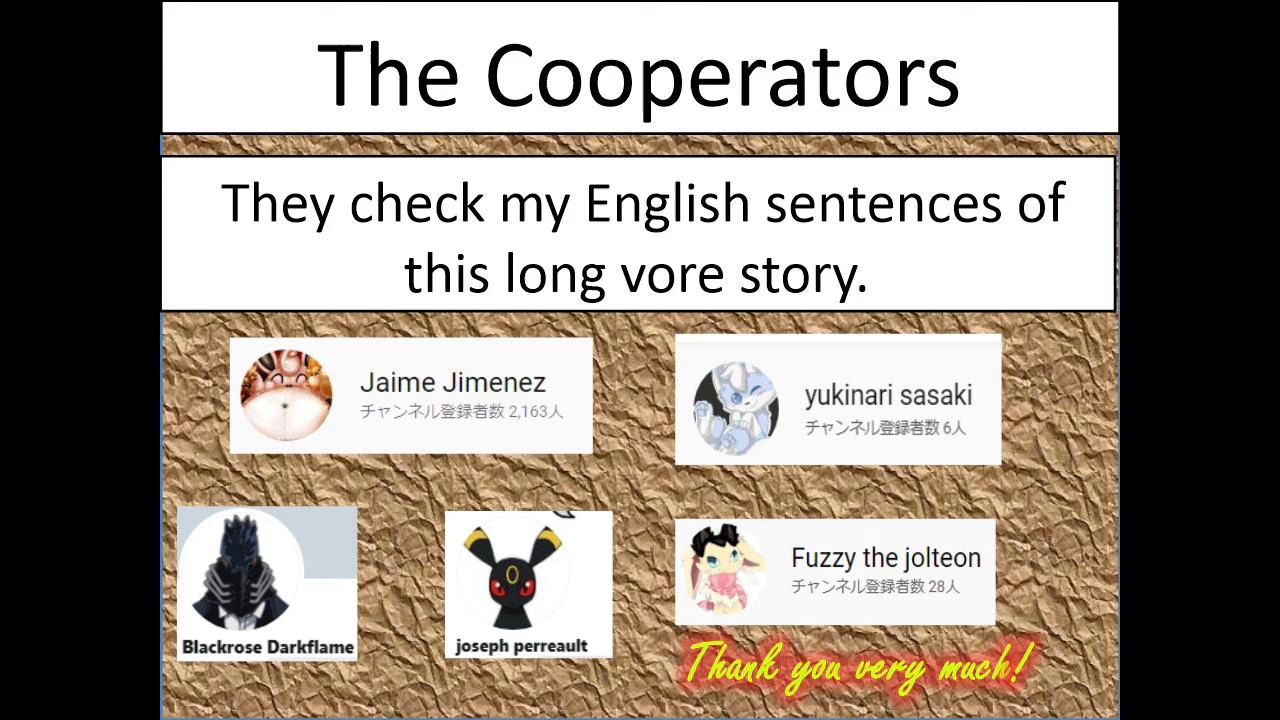 The Cooperators
They check my English sentences of
this long vore story.
Jaime Jimenez
チャンネル登録者数 2,163人
yukinari sasaki
チャンネル登録者数 6人
Blackrose Darkflame
joseph perreault
Fuzzy the jolteon
チャンネル登録者数 28人
Thank you very much!